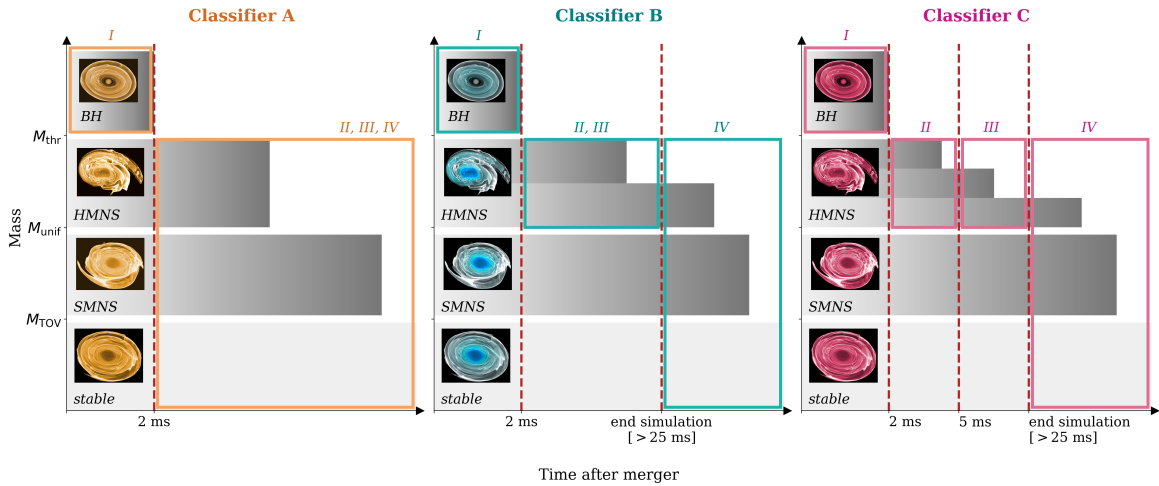 Classifier A
Classifier B
Classifier C
I
I
I
BH
BH
BH
M_thr
II, III, IV
II, III
IV
II
III
IV
HMNS
HMNS
HMNS
Mass
M_unif
SMNS
SMNS
SMNS
M_TOV
stable
stable
stable
2 ms
2 ms
end simulation
[ > 25 ms]
2 ms
5 ms
end simulation
[ > 25 ms]
Time after merger